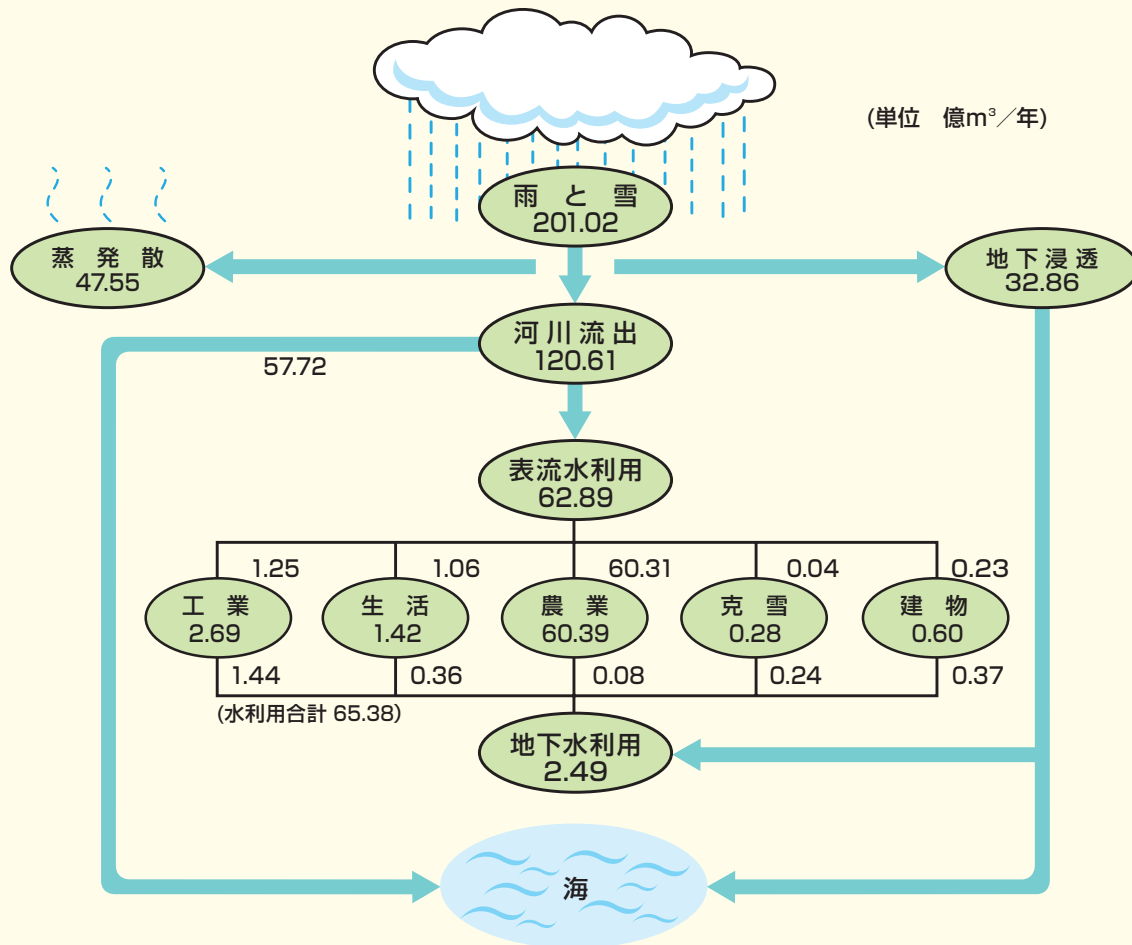 (単位 億m³／年)
雨と雪
201.02
蒸発散
47.55
地下浸透
32.86
河川流出
120.61
57.72
表流水利用
62.89
1.25
1.06
60.31
0.04
0.23
工業
2.69
生活
1.42
農業
60.39
克雪
0.28
建物
0.60
1.44
0.36
0.08
0.24
0.37
(水利用合計 65.38)
地下水利用
2.49
海